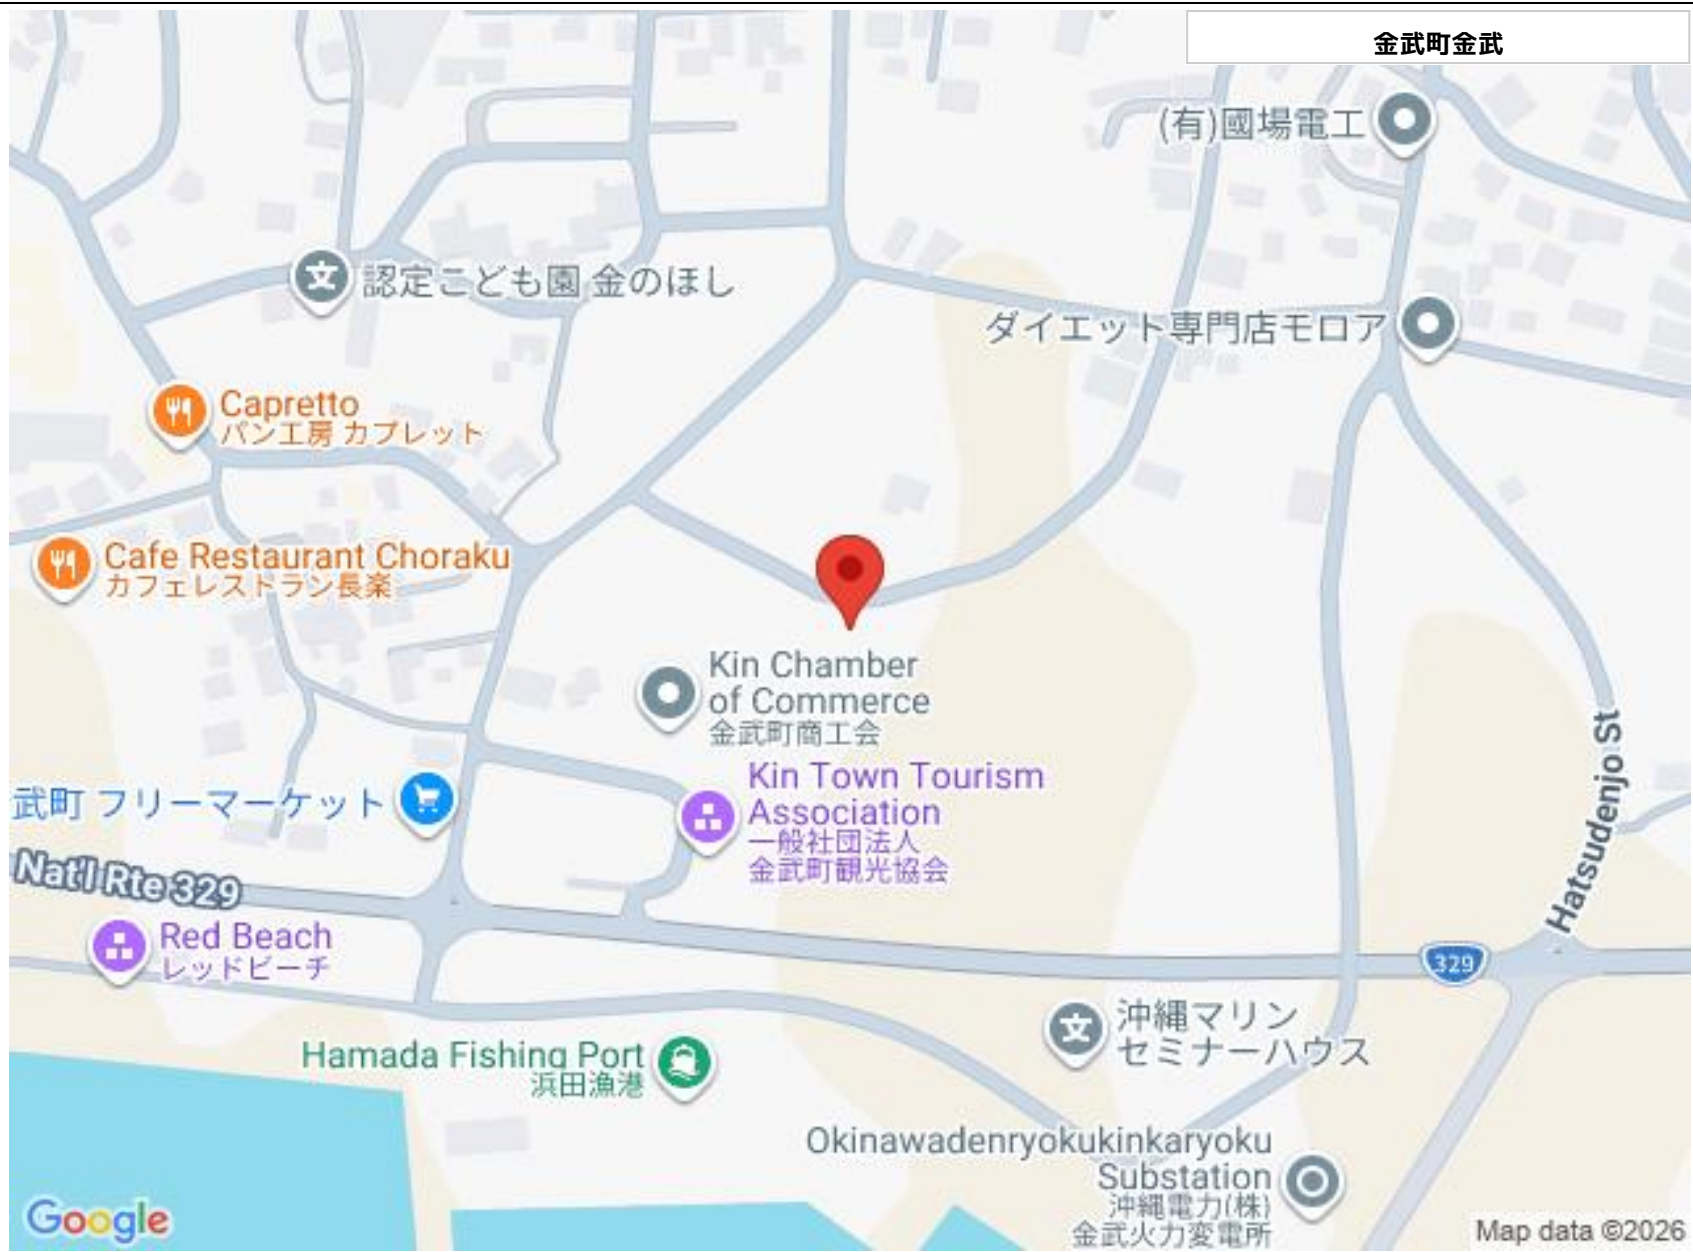 金武町金武
(有)國場電工
認定こども園 金のほし
ダイエット専門店モロア
Capretto
パン工房 カプレット
Cafe Restaurant Choraku
カフェレストラン長楽
Kin Chamber
of Commerce
金武町商工会
Kin Town Tourism
Association
一般社団法人
金武町観光協会
武町 フリーマーケット
Hatsudenjo St
Nat'l Rte 329
Red Beach
レッドビーチ
329
沖縄マリン
セミナーハウス
Hamada Fishing Port
浜田漁港
Okinawadenryokukinkaryoku
Substation
沖縄電力(株)
金武火力変電所
Google
Map data ©2026